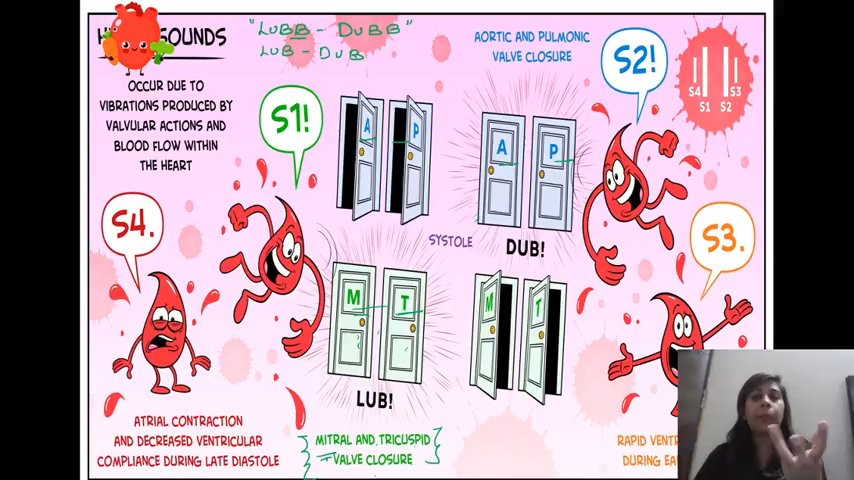 H SOUNDS
"LUBB - DUBB"
LUB - DUB
OCCUR DUE TO
VIBRATIONS PRODUCED BY
VALVULAR ACTIONS AND
BLOOD FLOW WITHIN
THE HEART
S1!
A P
AORTIC AND PULMONIC
VALVE CLOSURE
S2!
S4 S3
S1 S2
A P
DUB!
SYSTOLE
S4.
S3.
M T
LUB!
M T
ATRIAL CONTRACTION
AND DECREASED VENTRICULAR
COMPLIANCE DURING LATE DIASTOLE
MITRAL AND TRICUSPID
VALVE CLOSURE
RAPID VENT
DURING EA